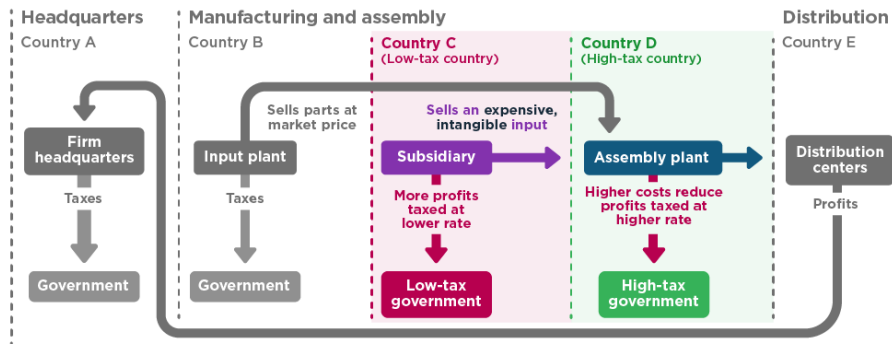 Headquarters
Country A
Manufacturing and assembly
Country B
Country C
(Low-tax country)
Country D
(High-tax country)
Distribution
Country E
Sells parts at
market price
Sells an expensive,
intangible input
Firm
headquarters
Input plant
Subsidiary
Assembly plant
Distribution
centers
Taxes
Taxes
More profits
taxed at
lower rate
Higher costs reduce
profits taxed at
higher rate
Profits
Government
Government
Low-tax
government
High-tax
government